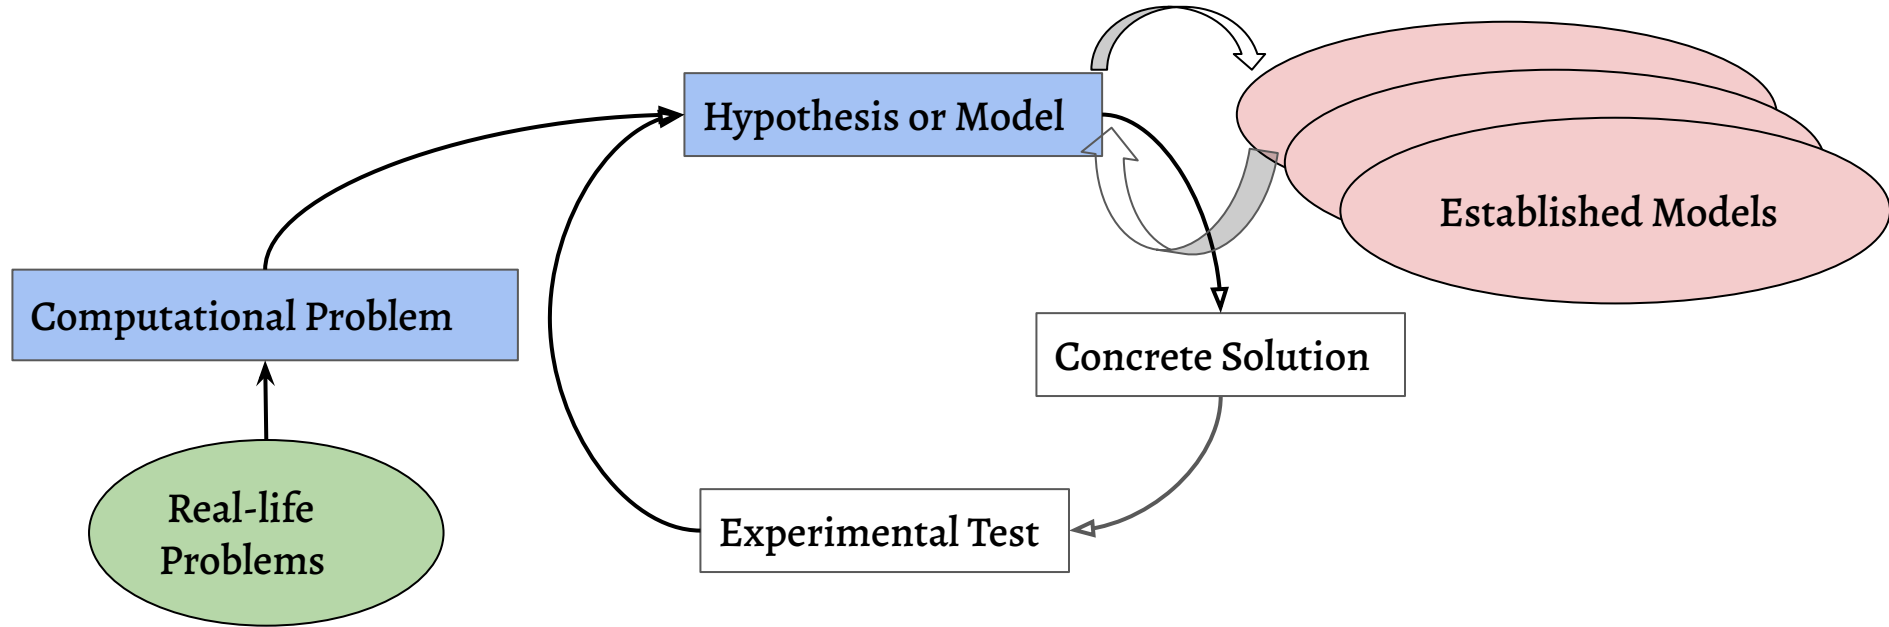 Hypothesis or Model
Established Models
Computational Problem
Concrete Solution
Real-life
Problems
Experimental Test